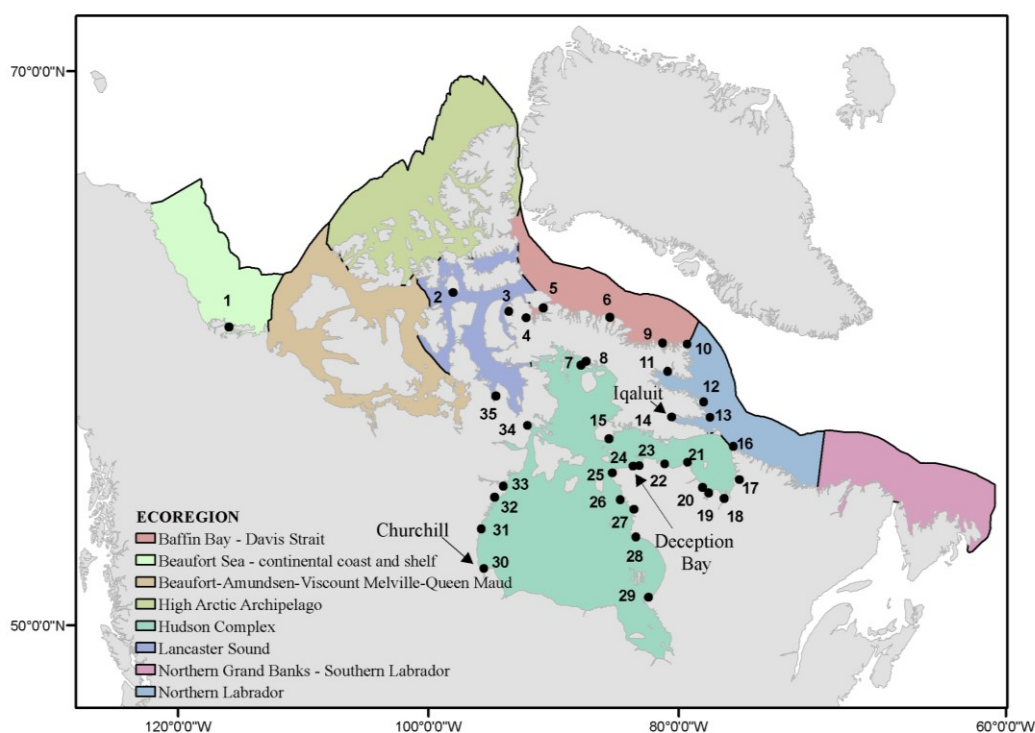 70°0'0"N
1
2
3
5
4
6
9
10
7
8
11
Iqaluit
12
14
13
35
15
34
16
23
21
24
25
22
17
33
26
20
19
18
32
27
ECOREGION
Churchill
31
28
Deception
Bay
Baffin Bay - Davis Strait
Beaufort Sea - continental coast and shelf
30
Beaufort-Amundsen-Viscount Melville-Queen Maud
High Arctic Archipelago
29
50°0'0"N
Hudson Complex
Lancaster Sound
Northern Grand Banks - Southern Labrador
Northern Labrador
120°0'0"W
100°0'0"W
80°0'0"W
60°0'0"W